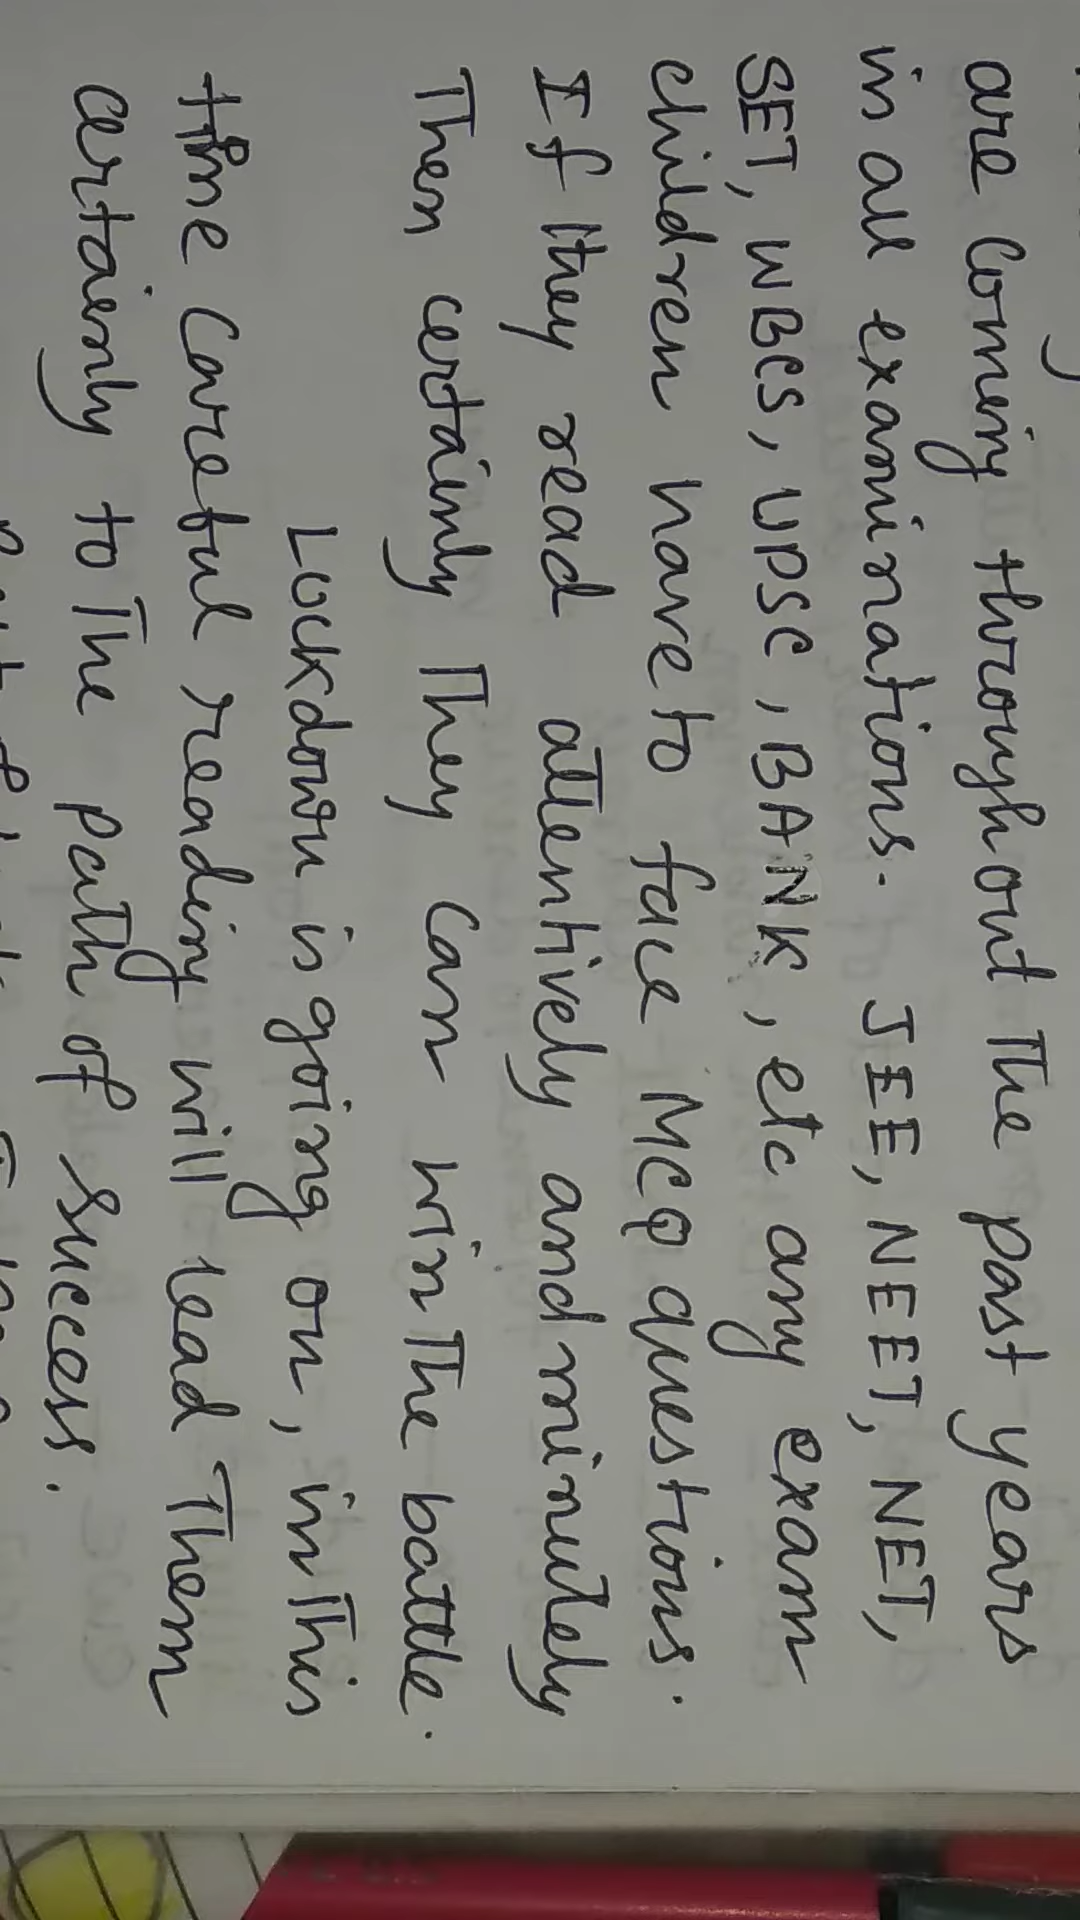 are coming throughout The past years
in all examinations. JEE, NEET, NET,
SET, WBCS, UPSC, BANK, etc any exam
children have to face MCQ questions.
If they read attentively and minutely
Then certainly They can win The battle.
Lockdown is going on, in This
time careful reading will lead Them
certainly to The path of success.